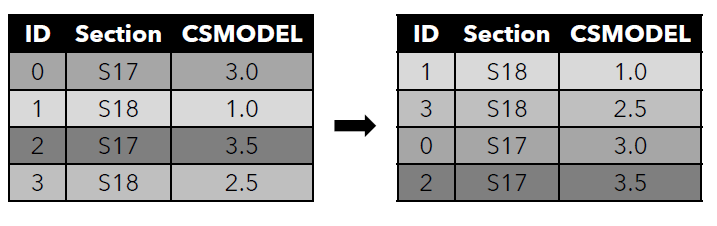 ID Section CSMODEL
0 S17 3.0
1 S18 1.0
2 S17 3.5
3 S18 2.5
ID Section CSMODEL
1 S18 1.0
3 S18 2.5
0 S17 3.0
2 S17 3.5